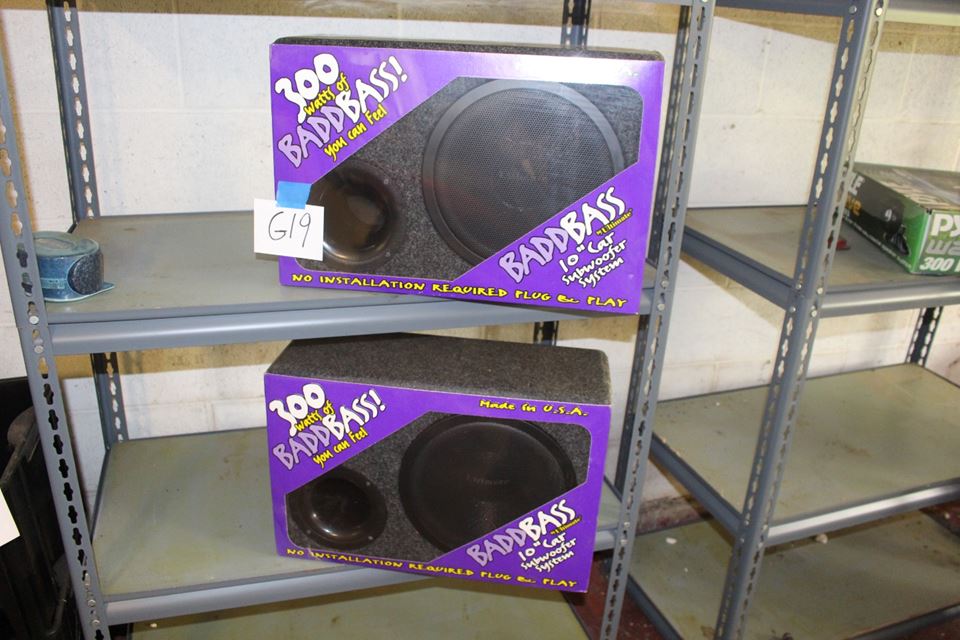 300
watts of
BADDBASS!
you can feel
G19
BADDBASS
by Ultimate
10" Car
subwoofer
system
NO INSTALLATION REQUIRED PLUG & PLAY
300
watts of
BADDBASS!
you can feel
Made in U.S.A.
BADDBASS
by Ultimate
10" Car
subwoofer
system
NO INSTALLATION REQUIRED PLUG & PLAY
300